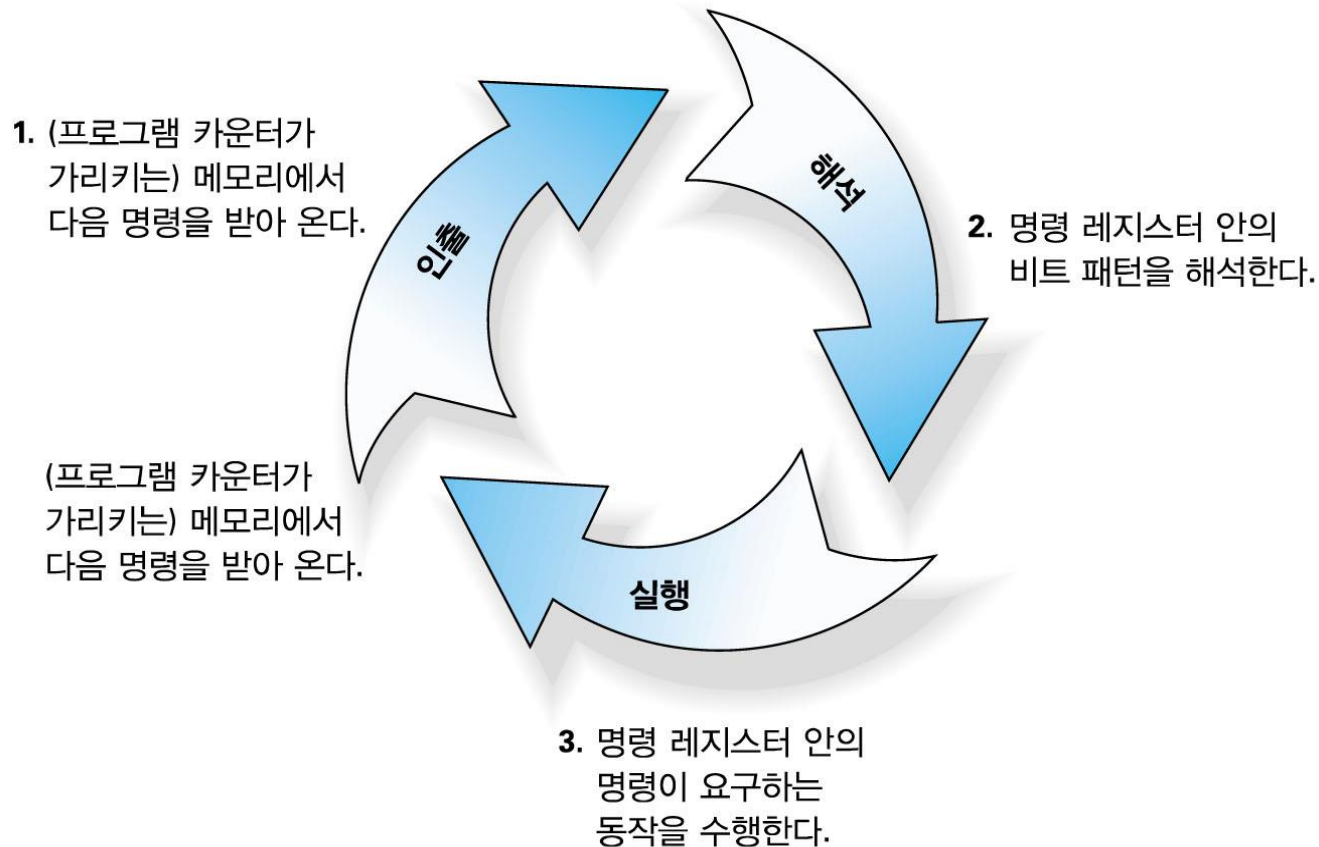 1. (프로그램 카운터가
가리키는) 메모리에서
다음 명령을 받아 온다.
인출
해석
2. 명령 레지스터 안의
비트 패턴을 해석한다.
(프로그램 카운터가
가리키는) 메모리에서
다음 명령을 받아 온다.
실행
3. 명령 레지스터 안의
명령이 요구하는
동작을 수행한다.